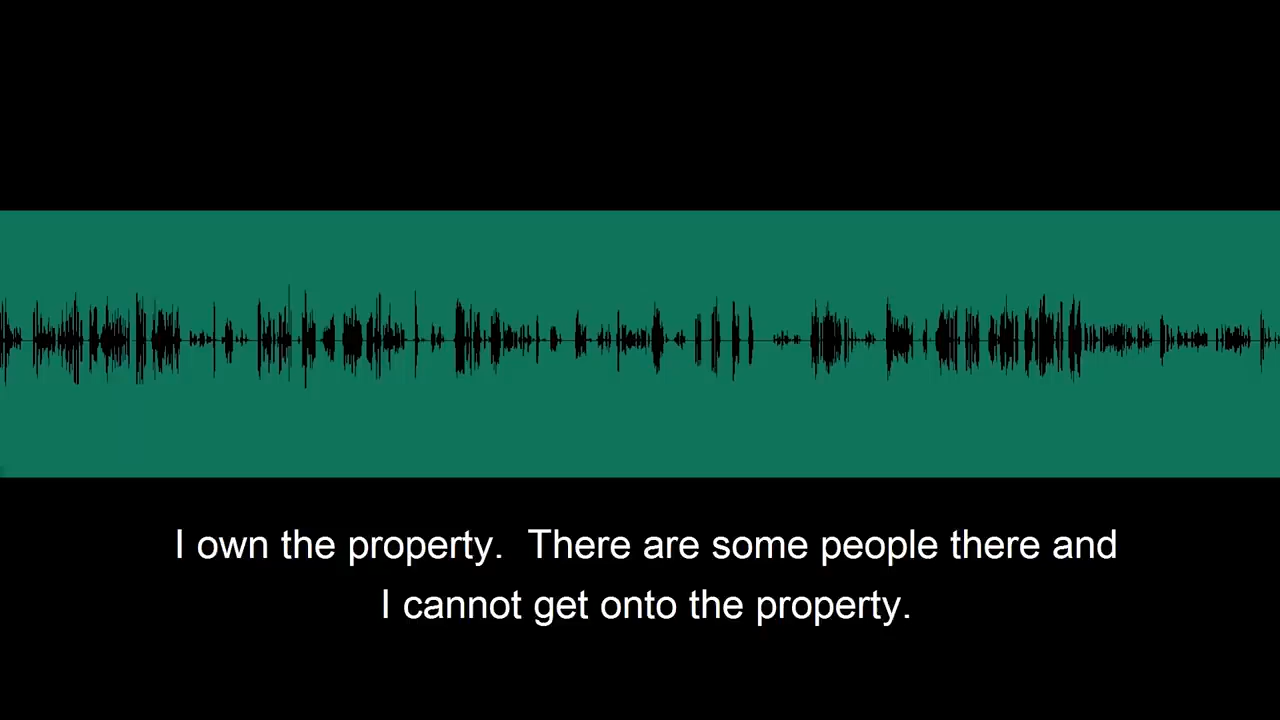 I own the property.  There are some people there and
I cannot get onto the property.